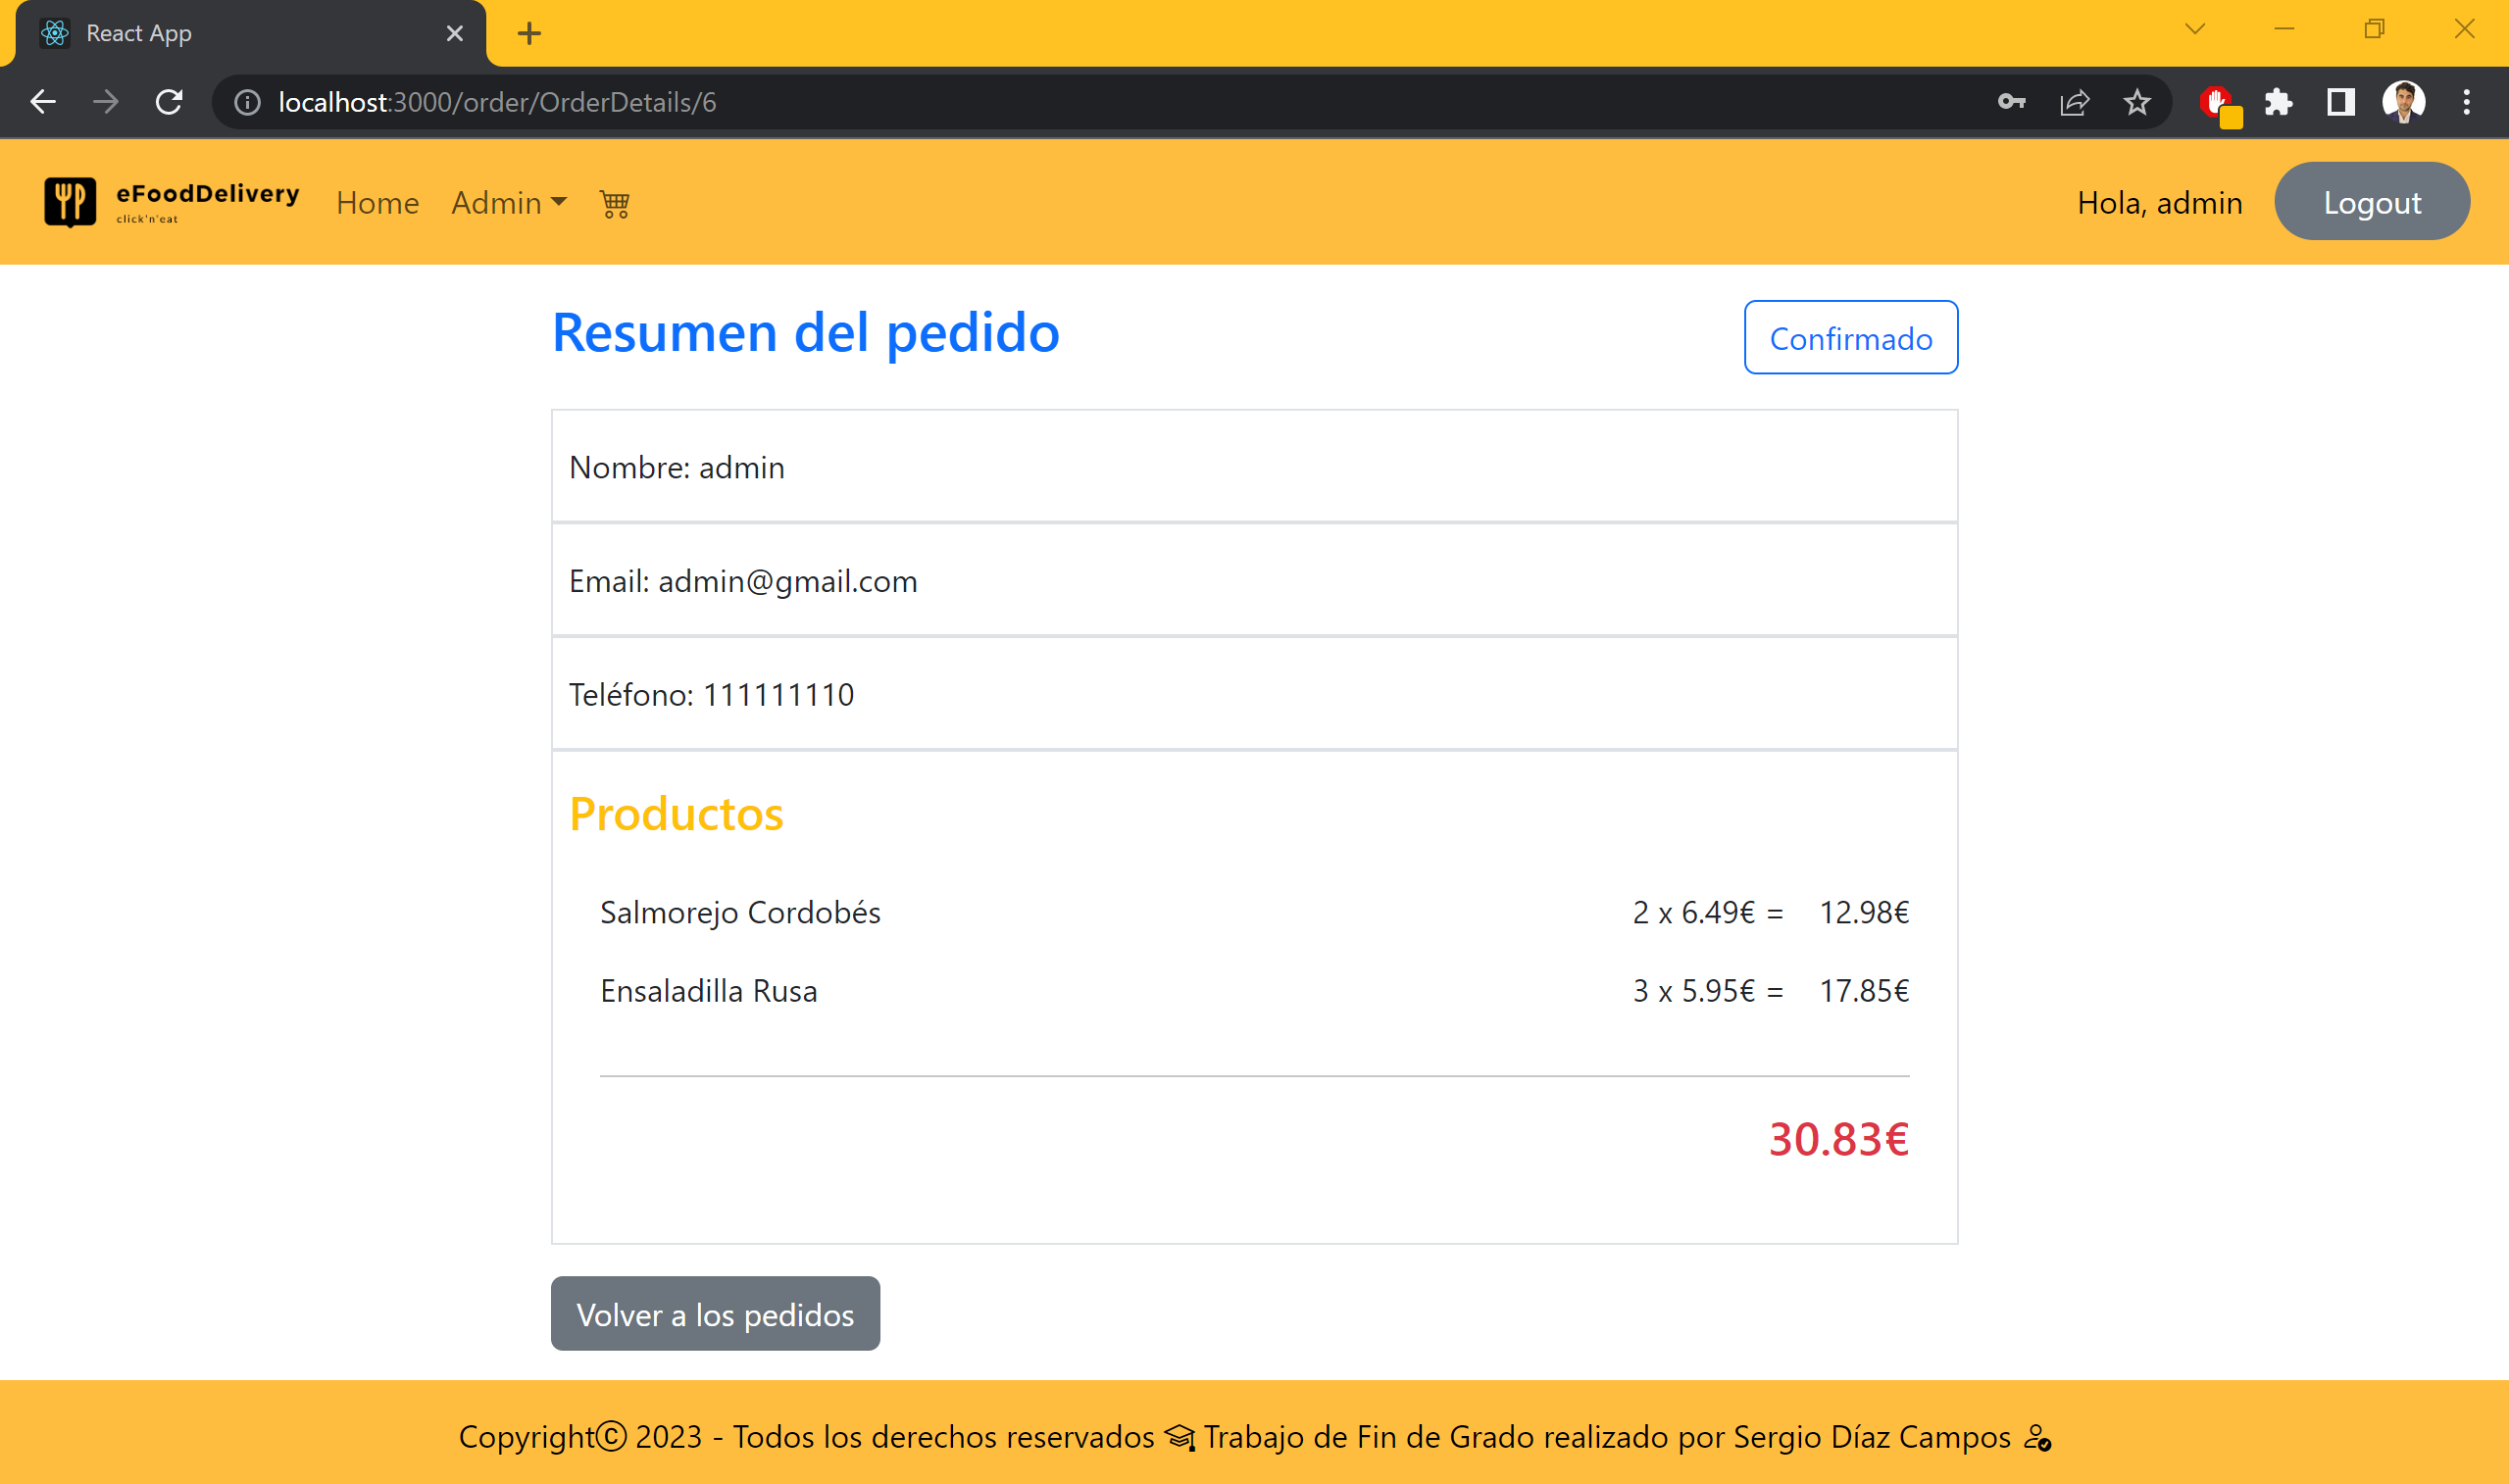 React App
localhost:3000/order/OrderDetails/6
eFoodDelivery
click'n'eat
Home
Admin
Hola, admin
Logout
Resumen del pedido
Confirmado
Nombre: admin
Email: admin@gmail.com
Teléfono: 111111110
Productos
Salmorejo Cordobés 2 x 6.49€ = 12.98€
Ensaladilla Rusa 3 x 5.95€ = 17.85€
30.83€
Volver a los pedidos
Copyright© 2023 - Todos los derechos reservados Trabajo de Fin de Grado realizado por Sergio Díaz Campos